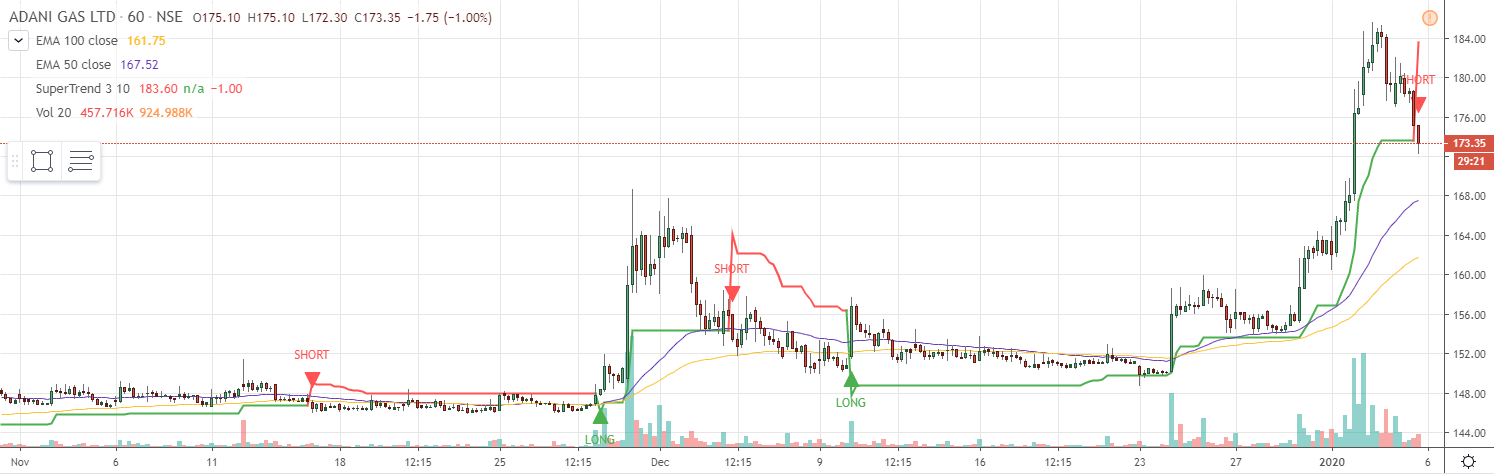 ADANI GAS LTD · 60 · NSE O175.10 H175.10 L172.30 C173.35 −1.75 (−1.00%)
EMA 100 close 161.75
EMA 50 close 167.52
SuperTrend 3 10 183.60 n/a −1.00
Vol 20 457.716K 924.988K
SHORT
LONG
SHORT
LONG
SHORT
184.00
180.00
176.00
173.35
29:21
168.00
164.00
160.00
156.00
152.00
148.00
144.00
Nov 6 11 18 12:15 25 12:15 Dec 12:15 9 12:15 16 12:15 23 27 2020 6